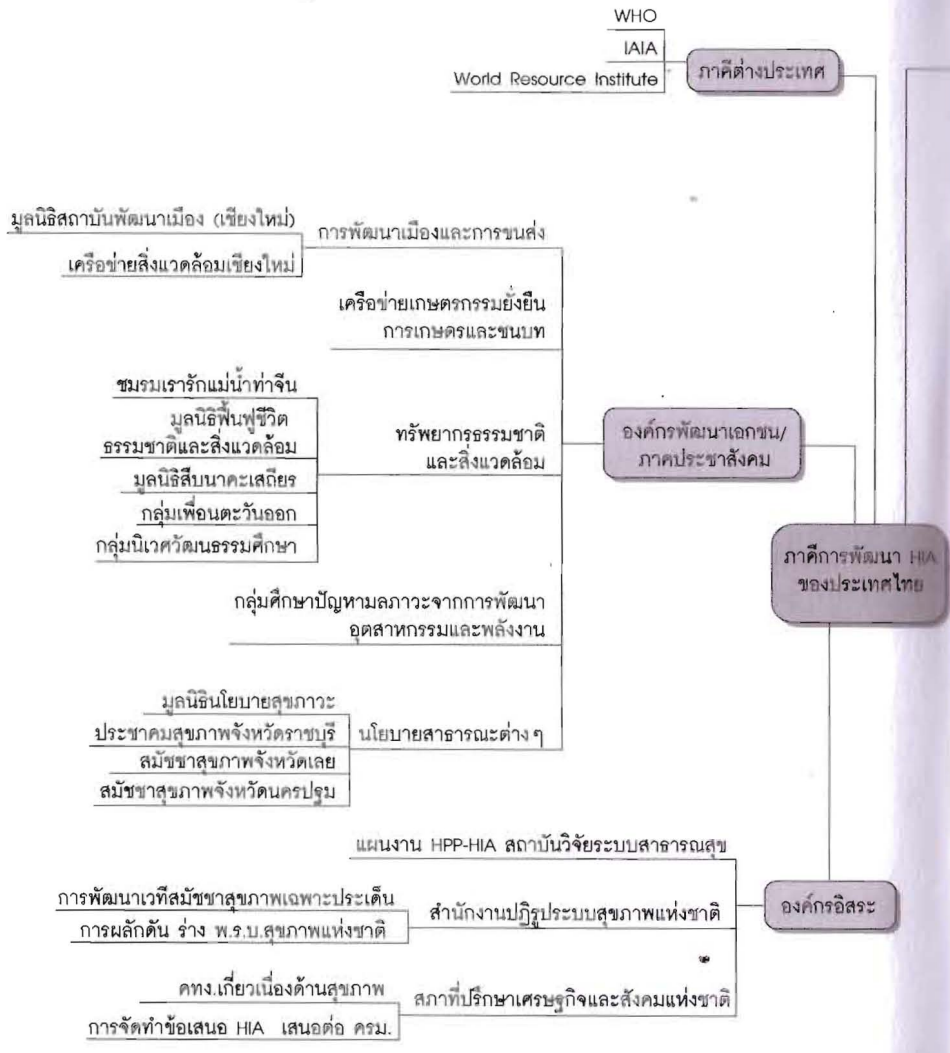 WHO
IAIA
World Resource Institute
ภาคีต่างประเทศ
มูลนิธิสถาบันพัฒนาเมือง (เชียงใหม่)
เครือข่ายสิ่งแวดล้อมเชียงใหม่
การพัฒนาเมืองและการขนส่ง
เครือข่ายเกษตรกรรมยั่งยืน
การเกษตรและชนบท
ชมรมเรารักแม่น้ำท่าจีน
มูลนิธิฟื้นฟูชีวิต
ธรรมชาติและสิ่งแวดล้อม
มูลนิธิสืบนาคะเสถียร
กลุ่มเพื่อนตะวันออก
กลุ่มนิเวศวัฒนธรรมศึกษา
ทรัพยากรธรรมชาติ
และสิ่งแวดล้อม
องค์กรพัฒนาเอกชน/
ภาคประชาสังคม
ภาคีการพัฒนา HIA
ของประเทศไทย
กลุ่มศึกษาปัญหามลภาวะจากการพัฒนา
อุตสาหกรรมและพลังงาน
มูลนิธินโยบายสุขภาวะ
ประชาคมสุขภาพจังหวัดราชบุรี
สมัชชาสุขภาพจังหวัดเลย
สมัชชาสุขภาพจังหวัดนครปฐม
นโยบายสาธารณะต่าง ๆ
แผนงาน HPP-HIA สถาบันวิจัยระบบสาธารณสุข
การพัฒนาเวทีสมัชชาสุขภาพเฉพาะประเด็น
การผลักดัน ร่าง พ.ร.บ.สุขภาพแห่งชาติ
สำนักงานปฏิรูประบบสุขภาพแห่งชาติ
องค์กรอิสระ
คทง.เกี่ยวเนื่องด้านสุขภาพ
การจัดทำข้อเสนอ HIA เสนอต่อ ครม.
สภาที่ปรึกษาเศรษฐกิจและสังคมแห่งชาติ